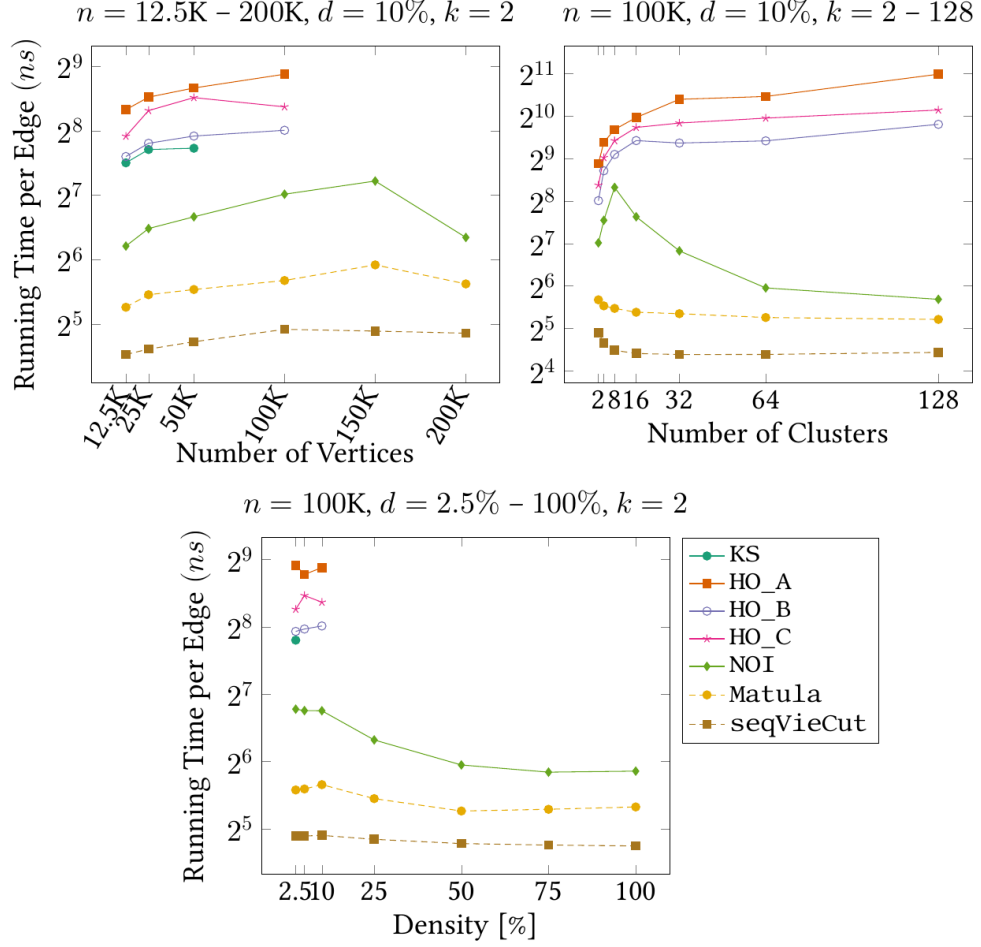 n = 12.5K – 200K, d = 10%, k = 2
Running Time per Edge (ns)
2^9
2^8
2^7
2^6
2^5
12.5K 25K 50K 100K 150K 200K
Number of Vertices
n = 100K, d = 10%, k = 2 – 128
2^11
2^10
2^9
2^8
2^7
2^6
2^5
2^4
2 8 16 32 64 128
Number of Clusters
n = 100K, d = 2.5% – 100%, k = 2
Running Time per Edge (ns)
2^9
2^8
2^7
2^6
2^5
2.5 10 25 50 75 100
Density [%]
KS
HO_A
HO_B
HO_C
NOI
Matula
seqVieCut